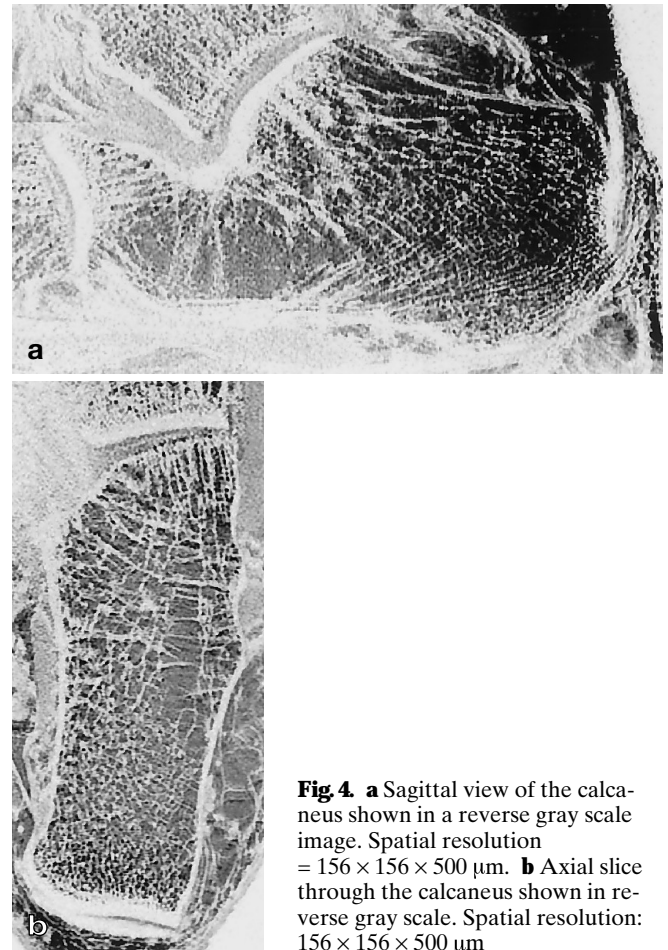 a
b
Fig. 4. a Sagittal view of the calca-
neus shown in a reverse gray scale
image. Spatial resolution
= 156 × 156 × 500 μm. b Axial slice
through the calcaneus shown in re-
verse gray scale. Spatial resolution:
156 × 156 × 500 μm